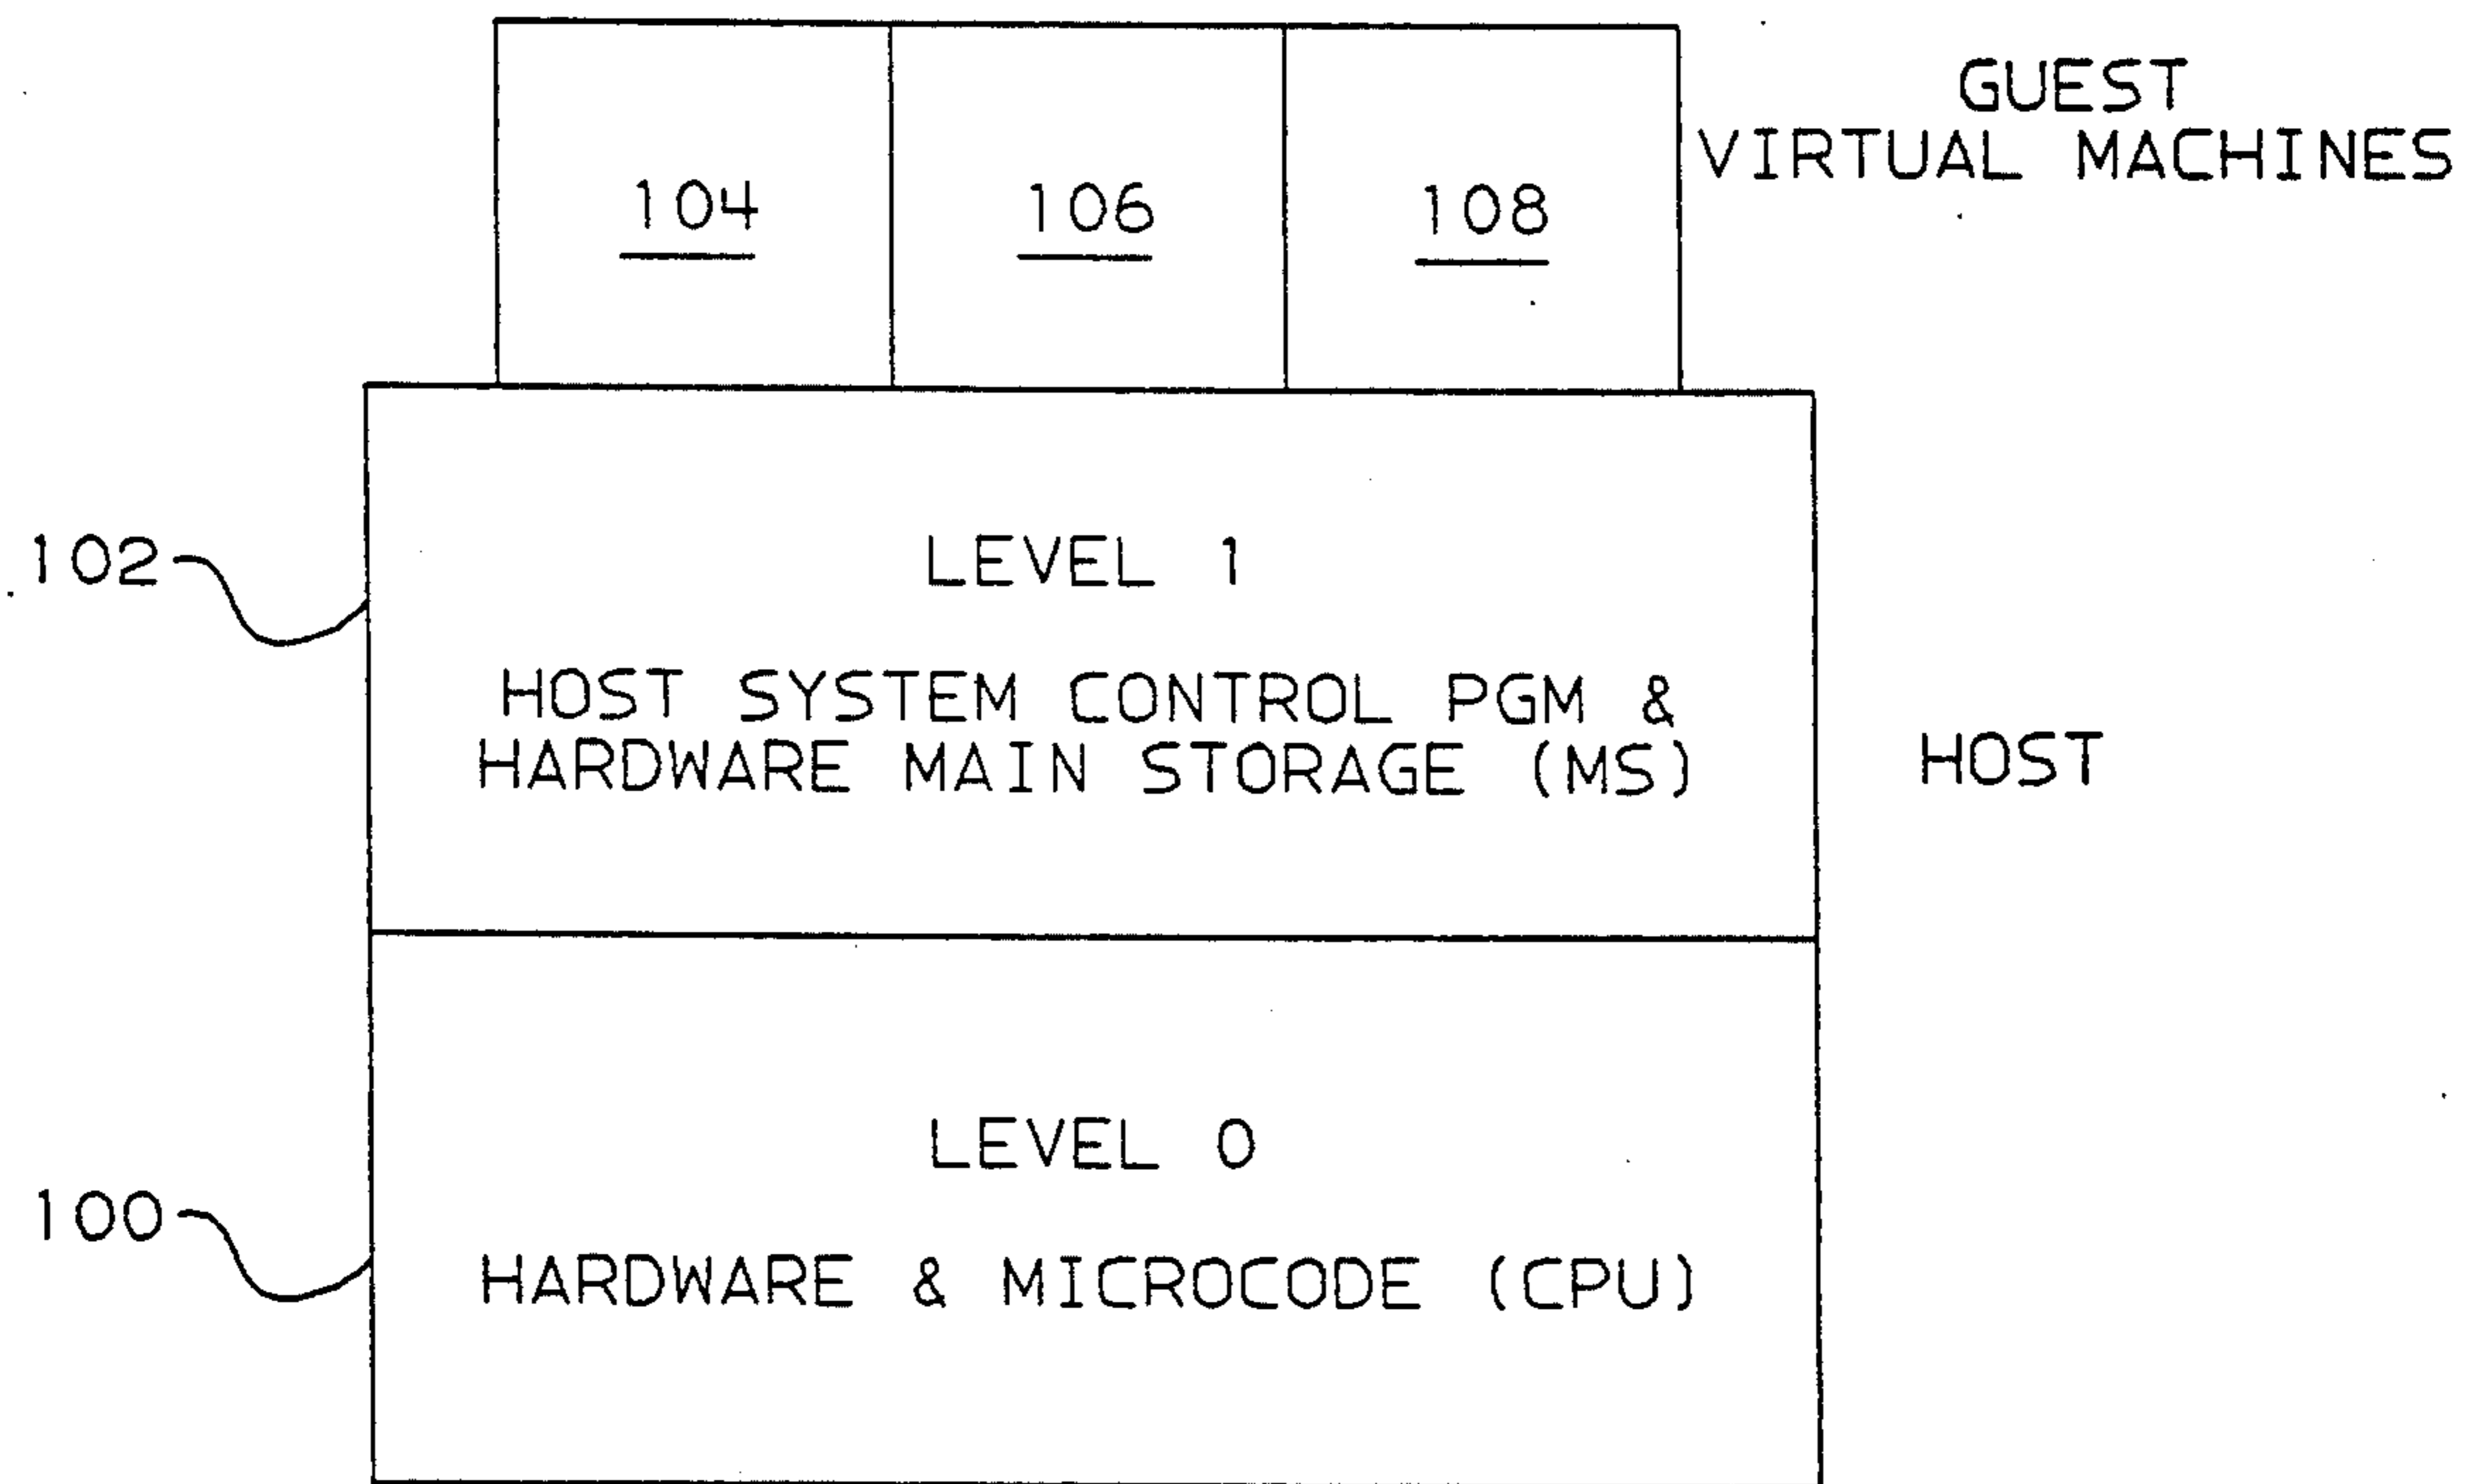 GUEST
VIRTUAL MACHINES
104
106
108
102
LEVEL 1
HOST SYSTEM CONTROL PGM &
HARDWARE MAIN STORAGE (MS)
HOST
LEVEL 0
100
HARDWARE & MICROCODE (CPU)